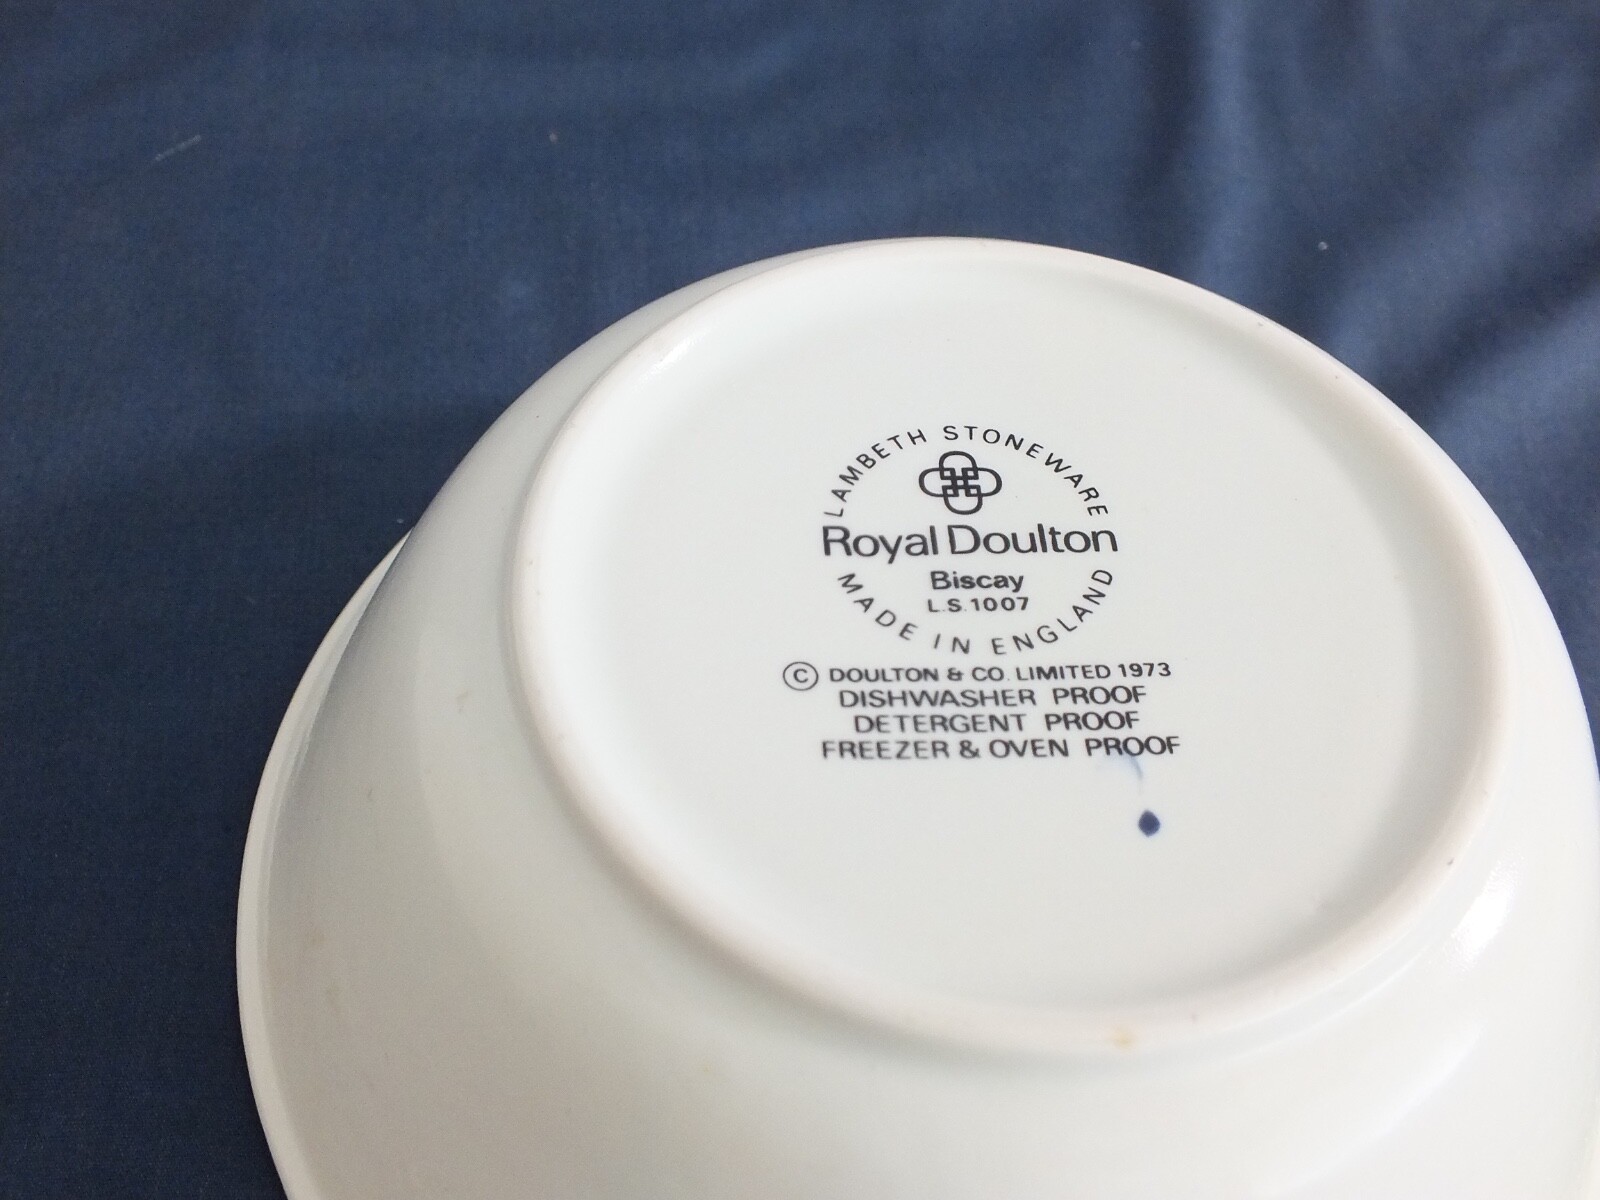 LAMBETH STONEWARE
Royal Doulton
Biscay
L.S.1007
MADE IN ENGLAND
© DOULTON & CO. LIMITED 1973
DISHWASHER PROOF
DETERGENT PROOF
FREEZER & OVEN PROOF